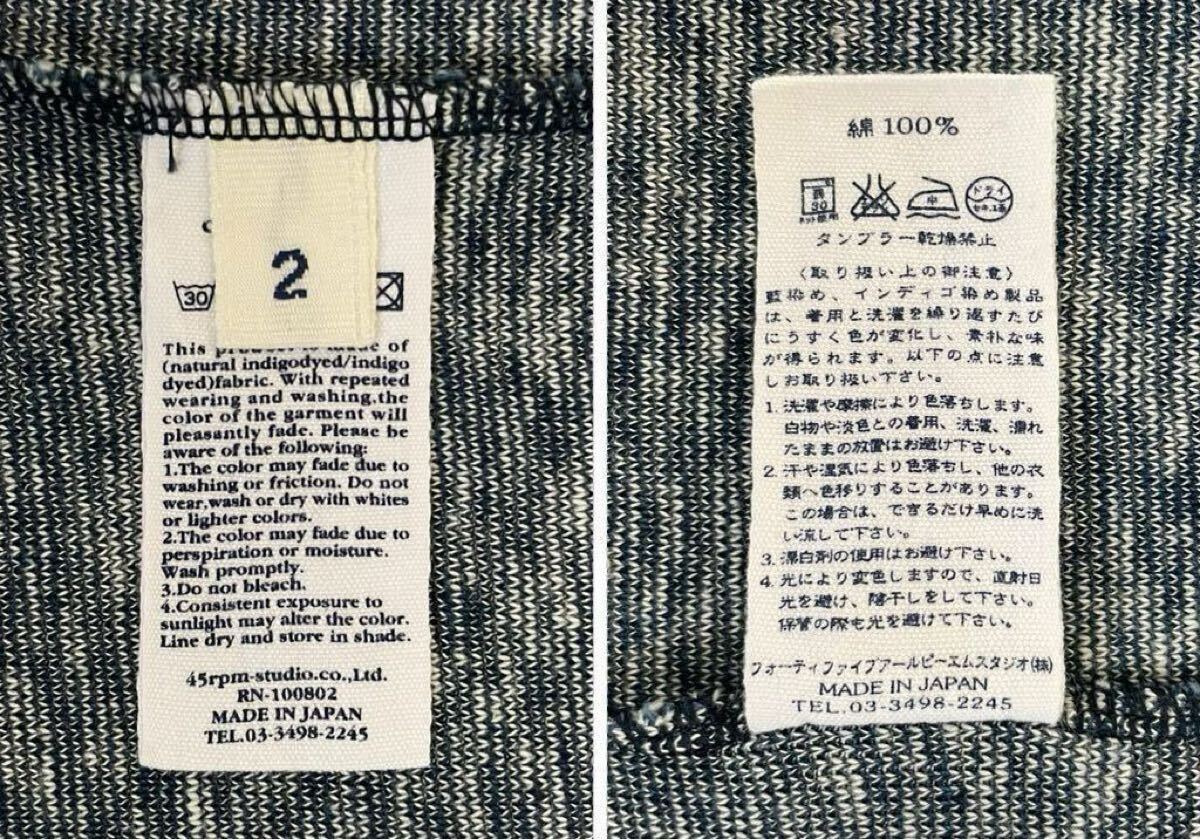 2
30
This of
(natural indigodyed/indigo
dyed)fabric. With repeated
wearing and washing,the
color of the garment will
pleasantly fade. Please be
aware of the following:
1.The color may fade due to
washing or friction. Do not
wear,wash or dry with whites
or lighter colors.
2.The color may fade due to
perspiration or moisture.
Wash promptly.
3.Do not bleach.
4.Consistent exposure to
sunlight may alter the color.
Line dry and store in shade.
45rpm-studio.co.,Ltd.
RN-100802
MADE IN JAPAN
TEL.03-3498-2245
綿 100%
30 中 ドライ
タンブラー乾燥禁止
〈取り扱い上の御注意〉
藍染め、インディゴ染め製品
は、着用と洗濯を繰り返すたび
にうすく色が変化し、素朴な味
が得られます。以下の点に注意
しお取り扱い下さい。
1. 洗濯や摩擦により色落ちします。
白物や淡色との着用、洗濯、濡れ
たままの放置はお避け下さい。
2. 汗や湿気により色落ちし、他の衣
類へ色移りすることがあります。
この場合は、できるだけ早めに洗
い流して下さい。
3. 漂白剤の使用はお避け下さい。
4. 光により変色しますので、直射日
光を避け、陰干しをして下さい。
保管の際も光を避けて下さい。
フォーティファイブアールピーエムスタジオ(株)
MADE IN JAPAN
TEL.03-3498-2245